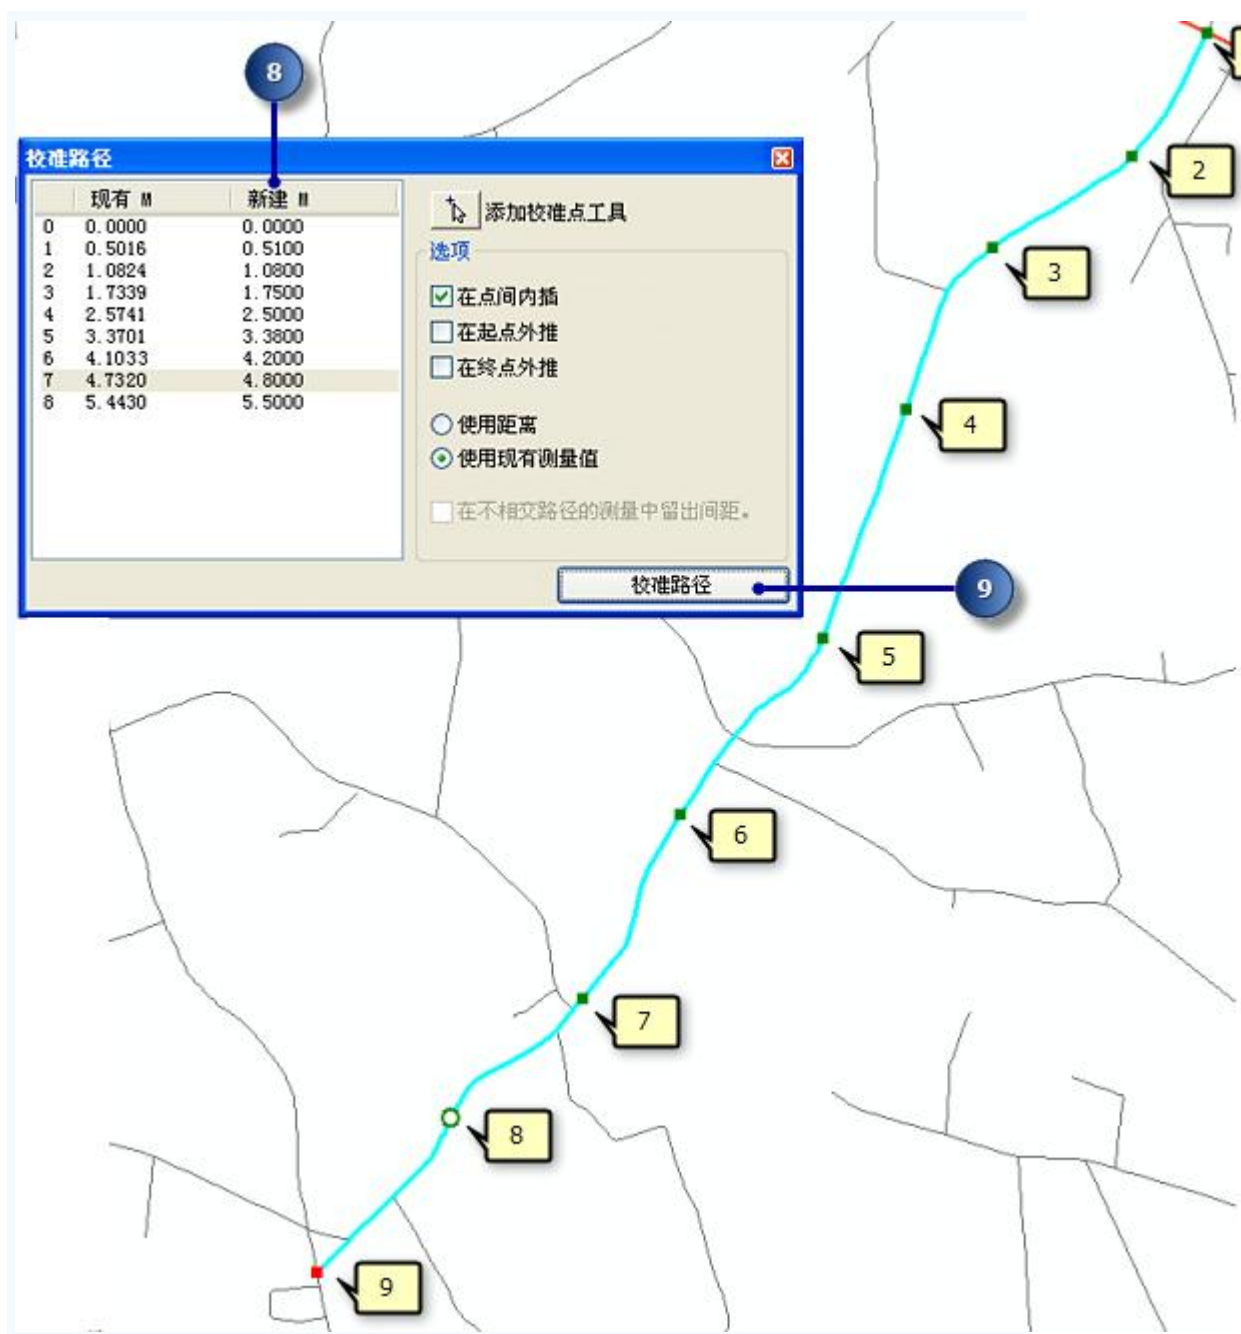 8
校准路径
现有 M 新建 M
0 0.0000 0.0000
1 0.5016 0.5100
2 1.0824 1.0800
3 1.7339 1.7500
4 2.5741 2.5000
5 3.3701 3.3800
6 4.1033 4.2000
7 4.7320 4.8000
8 5.4430 5.5000
添加校准点工具
选项
在点间内插
在起点外推
在终点外推
使用距离
使用现有测量值
在不相交路径的测量中留出间距。
校准路径
9
2
3
4
5
6
7
8
9